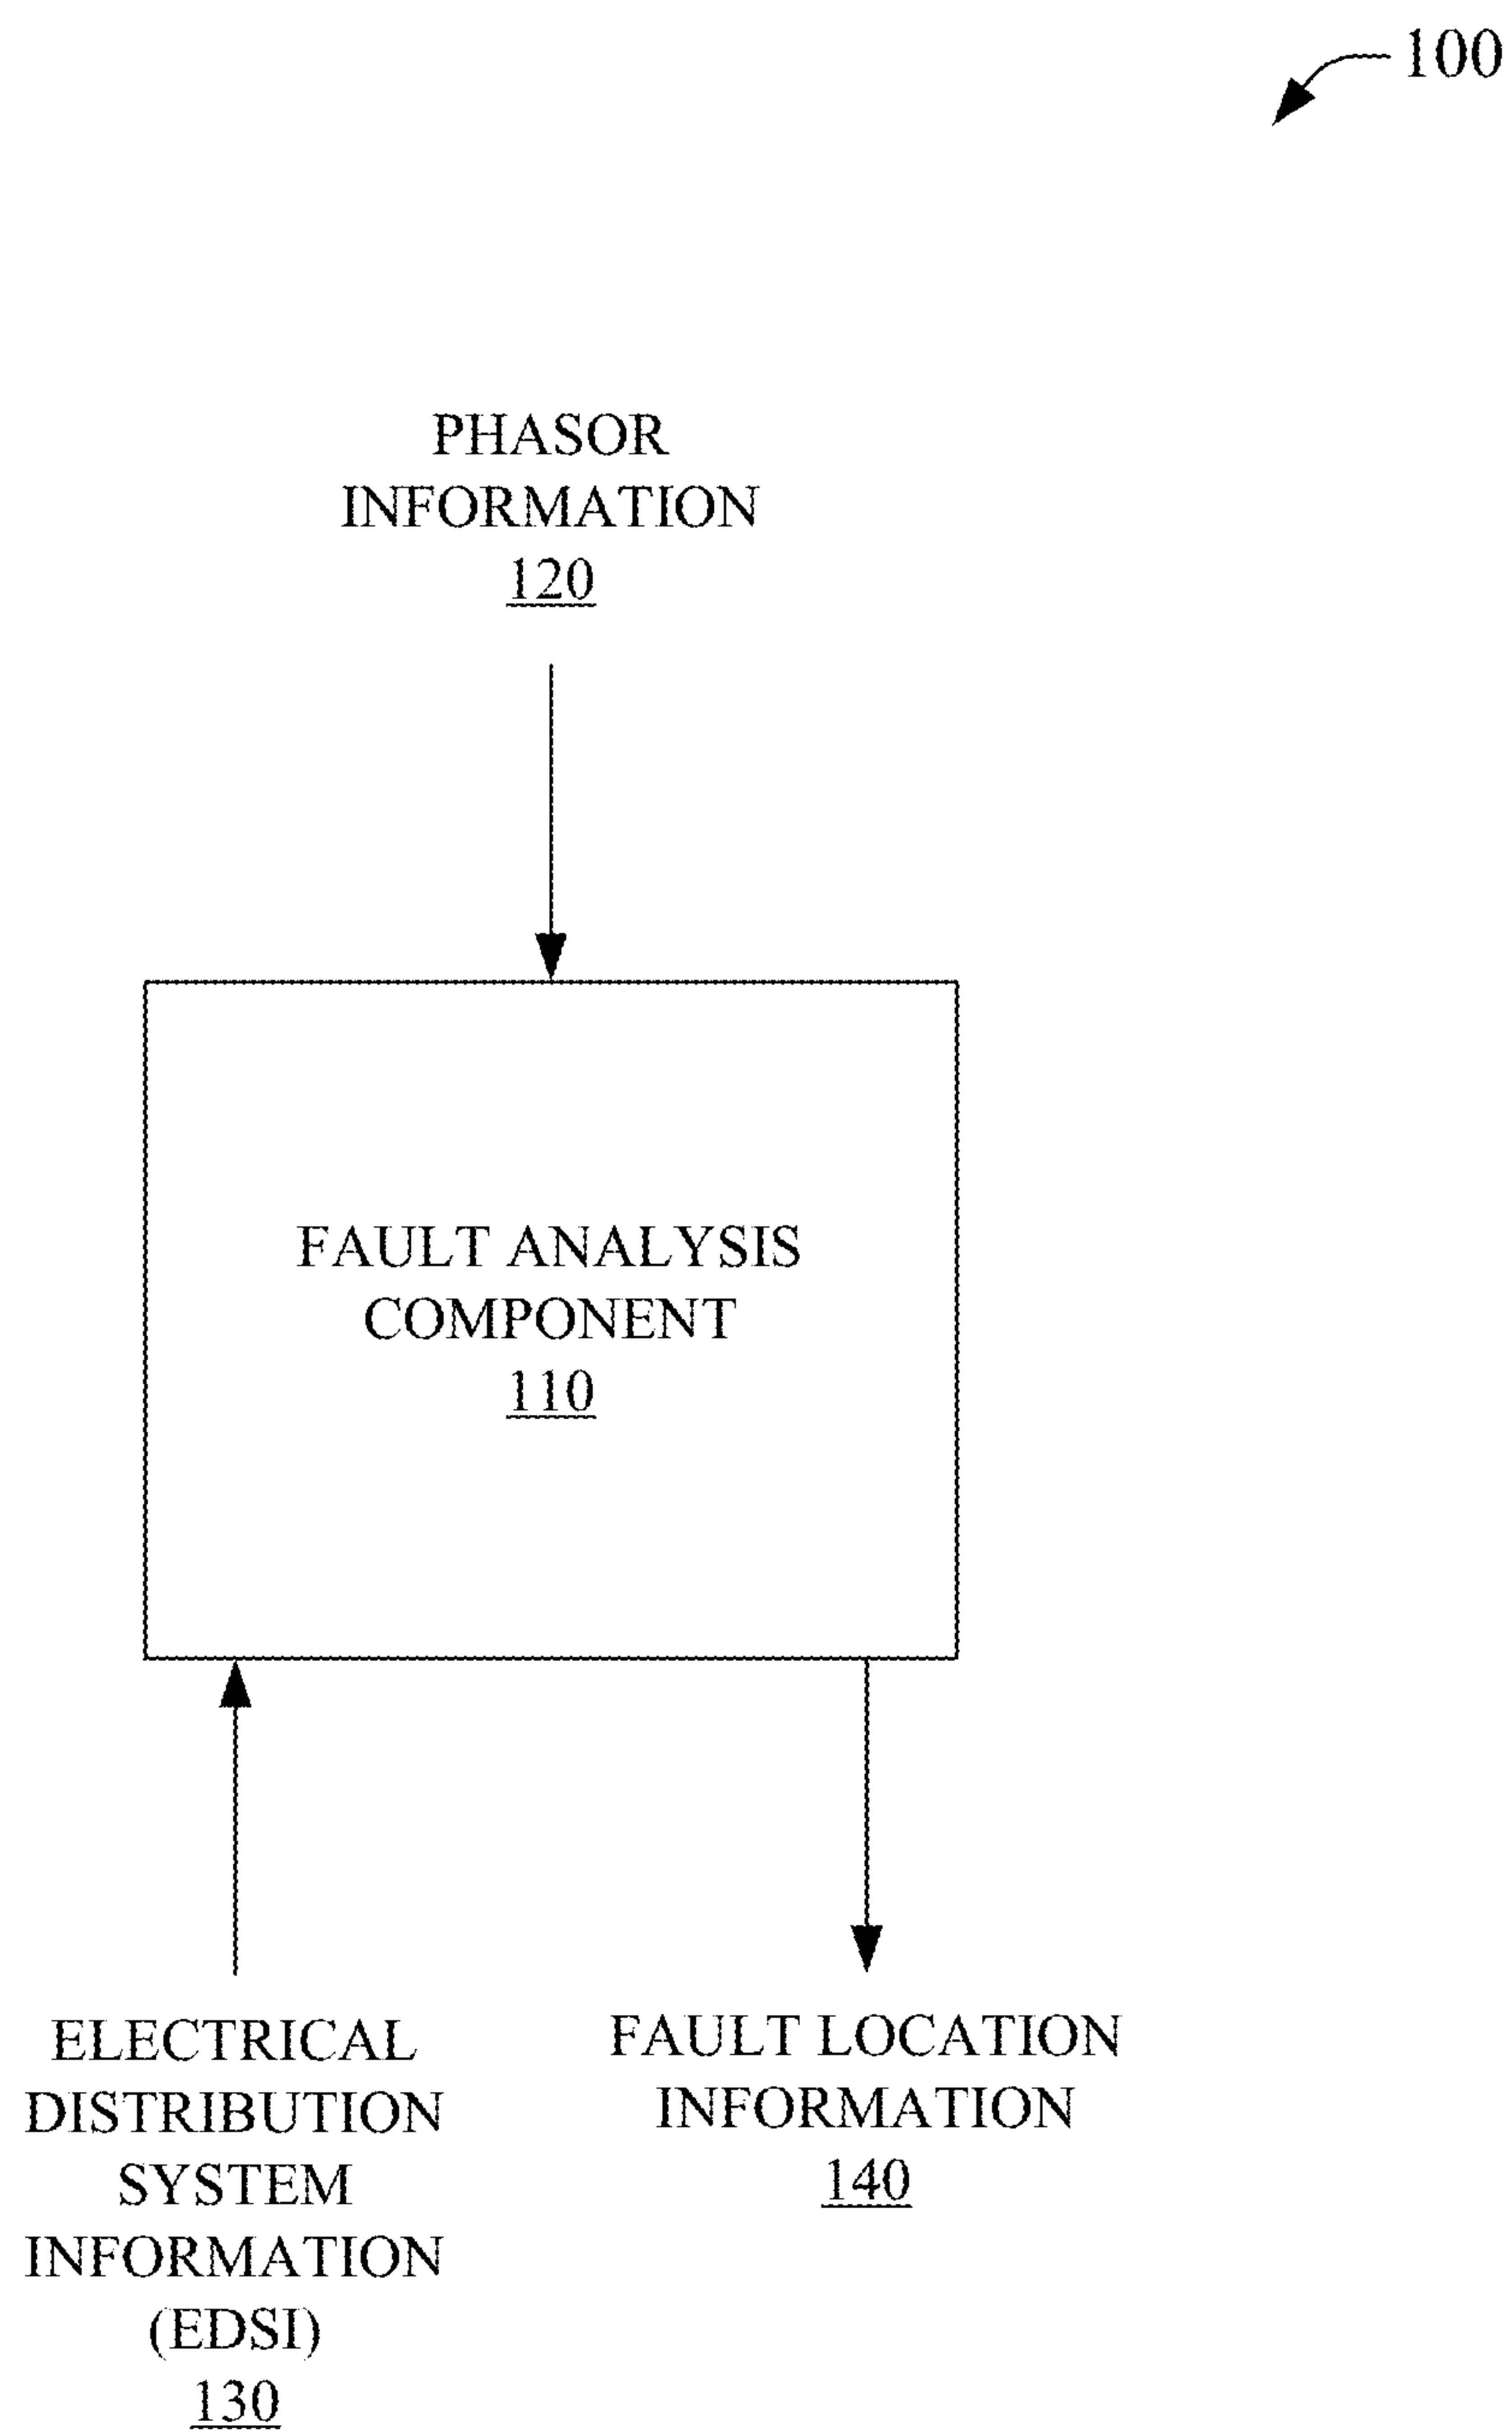 100
PHASOR
INFORMATION
120
FAULT ANALYSIS
COMPONENT
110
ELECTRICAL
DISTRIBUTION
SYSTEM
INFORMATION
(EDSI)
130
FAULT LOCATION
INFORMATION
140